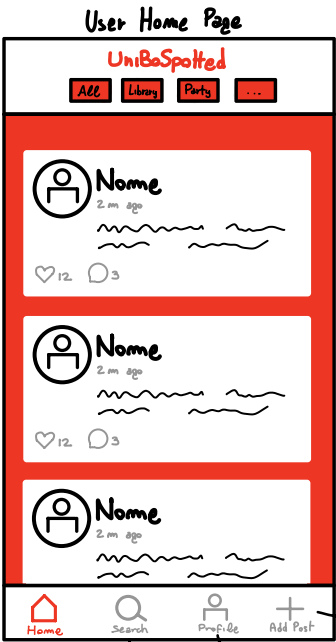 User Home Page
UniBoSpotted
All Library Party ...
Nome
2 m ago
12 3
Nome
2 m ago
12 3
Nome
2 m ago
Home Search Profile Add Post